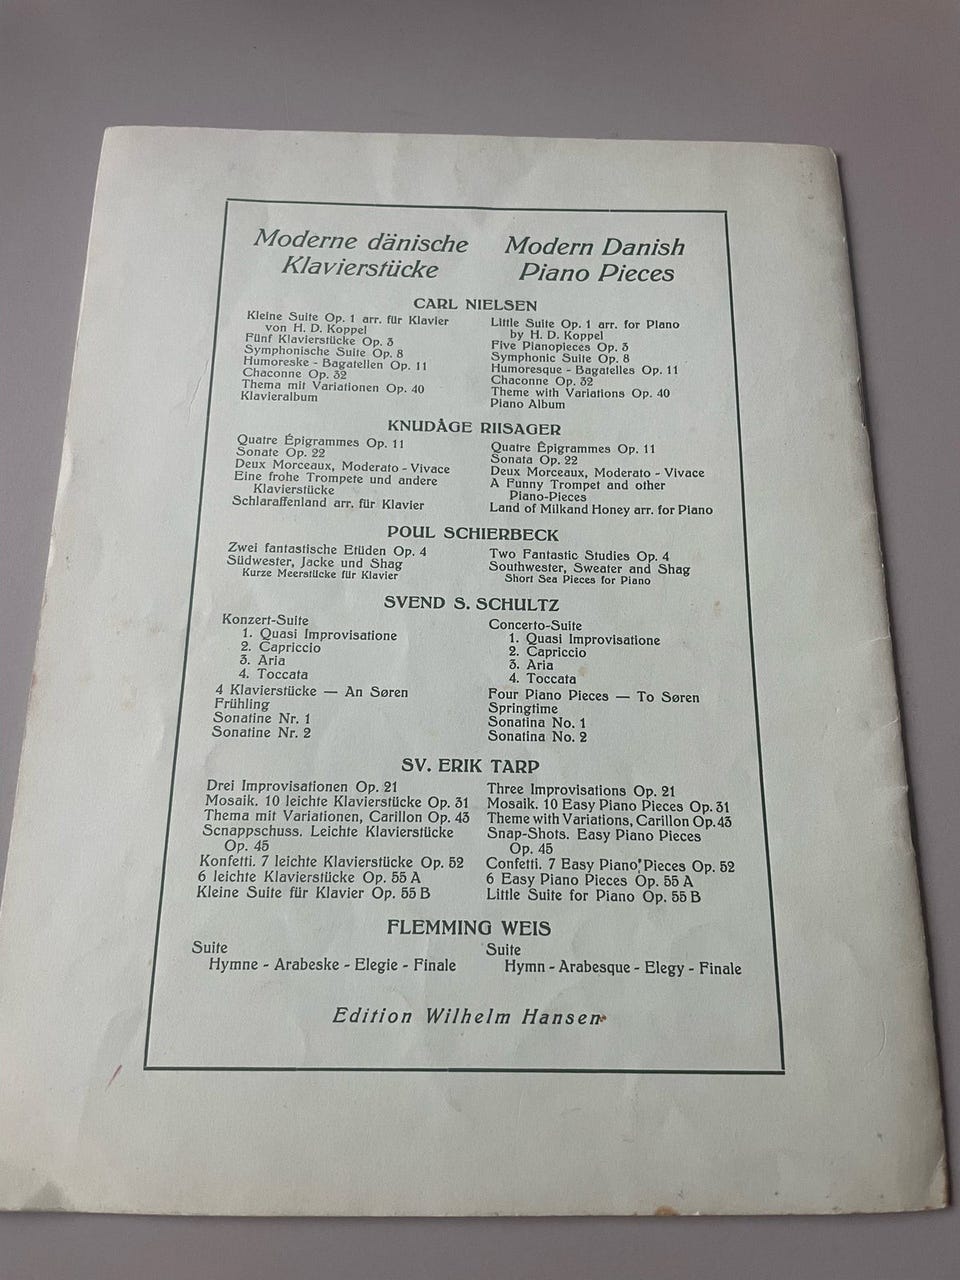 Moderne dänische
Klavierstücke
Modern Danish
Piano Pieces
CARL NIELSEN
Kleine Suite Op. 1 arr. für Klavier
von H. D. Koppel
Fünf Klavierstücke Op. 3
Symphonische Suite Op. 8
Humoreske - Bagatellen Op. 11
Chaconne Op. 32
Thema mit Variationen Op. 40
Klavieralbum
Little Suite Op. 1 arr. for Piano
by H. D. Koppel
Five Pianopieces Op. 3
Symphonic Suite Op. 8
Humoresque - Bagatelles Op. 11
Chaconne Op. 32
Theme with Variations Op. 40
Piano Album
KNUDÅGE RIISAGER
Quatre Épigrammes Op. 11
Sonate Op. 22
Deux Morceaux, Moderato - Vivace
Eine frohe Trompete und andere
Klavierstücke
Schlaraffenland arr. für Klavier
Quatre Êpigrammes Op. 11
Sonata Op. 22
Deux Morceaux, Moderato - Vivace
A Funny Trompet and other
Piano-Pieces
Land of Milkand Honey arr. for Piano
POUL SCHIERBECK
Zwei fantastische Etüden Op. 4
Südwester, Jacke und Shag
Kurze Meerstücke für Klavier
Two Fantastic Studies Op. 4
Southwester, Sweater and Shag
Short Sea Pieces for Piano
SVEND S. SCHULTZ
Konzert-Suite
1. Quasi Improvisatione
2. Capriccio
3. Aria
4. Toccata
4 Klavierstücke — An Søren
Frühling
Sonatine Nr. 1
Sonatine Nr. 2
Concerto-Suite
1. Quasi Improvisatione
2. Capriccio
3. Aria
4. Toccata
Four Piano Pieces — To Søren
Springtime
Sonatina No. 1
Sonatina No. 2
SV. ERIK TARP
Drei Improvisationen Op. 21
Mosaik. 10 leichte Klavierstücke Op. 31
Thema mit Variationen, Carillon Op. 43
Scnappschuss. Leichte Klavierstücke
Op. 45
Konfetti. 7 leichte Klavierstücke Op. 52
6 leichte Klavierstücke Op. 55 A
Kleine Suite für Klavier Op. 55 B
Three Improvisations Op. 21
Mosaik. 10 Easy Piano Pieces Op. 31
Theme with Variations, Carillon Op. 43
Snap-Shots. Easy Piano Pieces
Op. 45
Confetti. 7 Easy Piano Pieces Op. 52
6 Easy Piano Pieces Op. 55 A
Little Suite for Piano Op. 55 B
FLEMMING WEIS
Suite
Hymne - Arabeske - Elegie - Finale
Suite
Hymn - Arabesque - Elegy - Finale
Edition Wilhelm Hansen